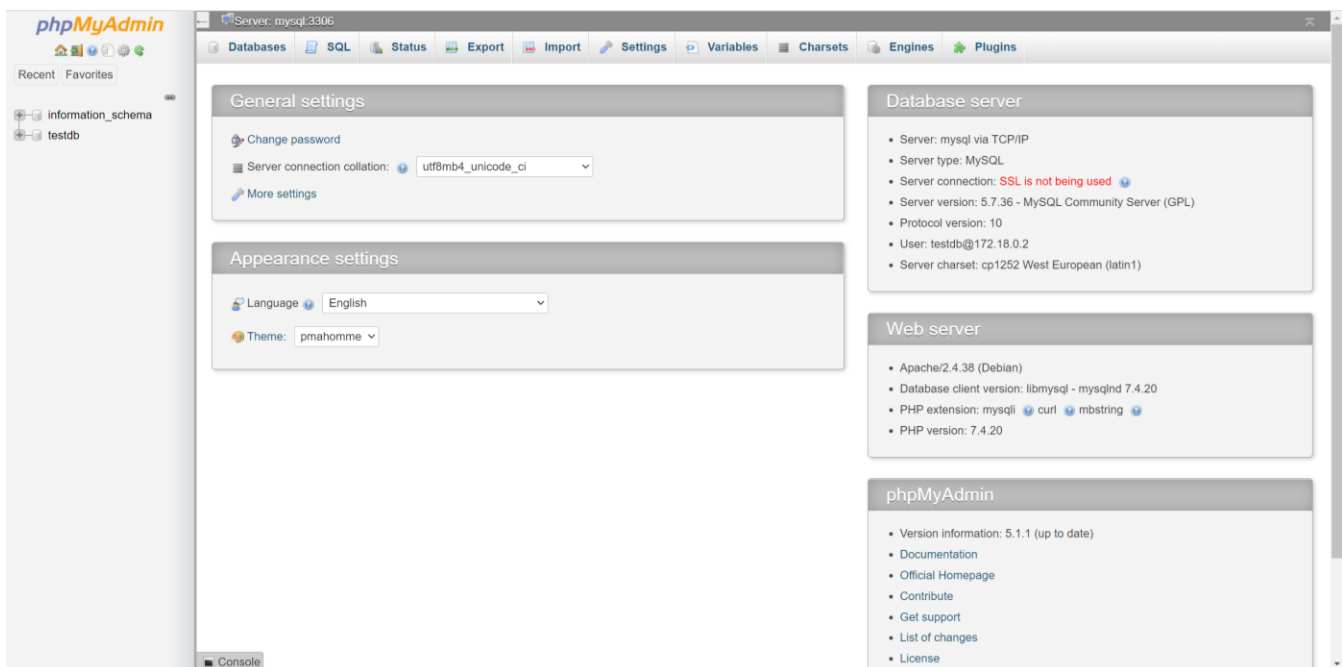 phpMyAdmin
Recent Favorites
information_schema
testdb
Server: mysql:3306
Databases SQL Status Export Import Settings Variables Charsets Engines Plugins
General settings
Change password
Server connection collation: utf8mb4_unicode_ci
More settings
Appearance settings
Language English
Theme: pmahomme
Database server
• Server: mysql via TCP/IP
• Server type: MySQL
• Server connection: SSL is not being used
• Server version: 5.7.36 - MySQL Community Server (GPL)
• Protocol version: 10
• User: testdb@172.18.0.2
• Server charset: cp1252 West European (latin1)
Web server
• Apache/2.4.38 (Debian)
• Database client version: libmysql - mysqlnd 7.4.20
• PHP extension: mysqli curl mbstring
• PHP version: 7.4.20
phpMyAdmin
• Version information: 5.1.1 (up to date)
• Documentation
• Official Homepage
• Contribute
• Get support
• List of changes
• License
Console